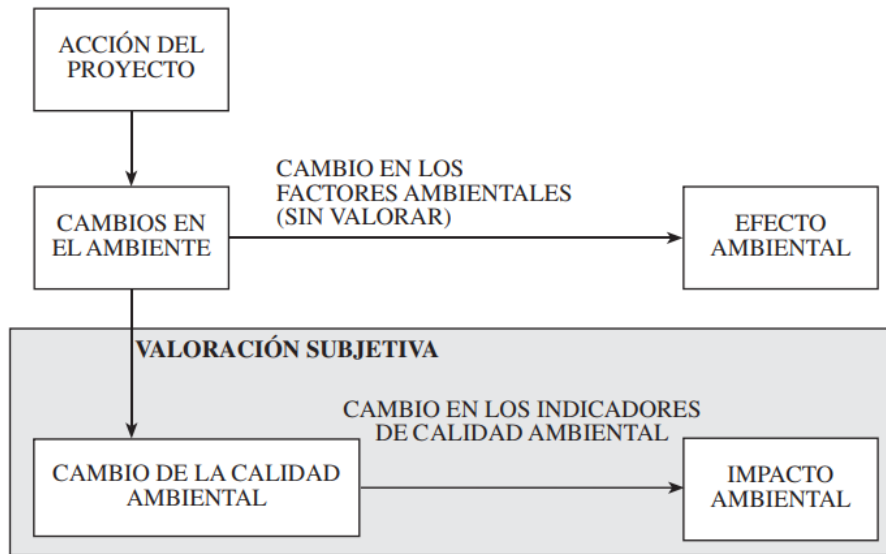 ACCIÓN DEL
PROYECTO
CAMBIO EN LOS
FACTORES AMBIENTALES
(SIN VALORAR)
CAMBIOS EN
EL AMBIENTE
EFECTO
AMBIENTAL
VALORACIÓN SUBJETIVA
CAMBIO EN LOS INDICADORES
DE CALIDAD AMBIENTAL
CAMBIO DE LA CALIDAD
AMBIENTAL
IMPACTO
AMBIENTAL